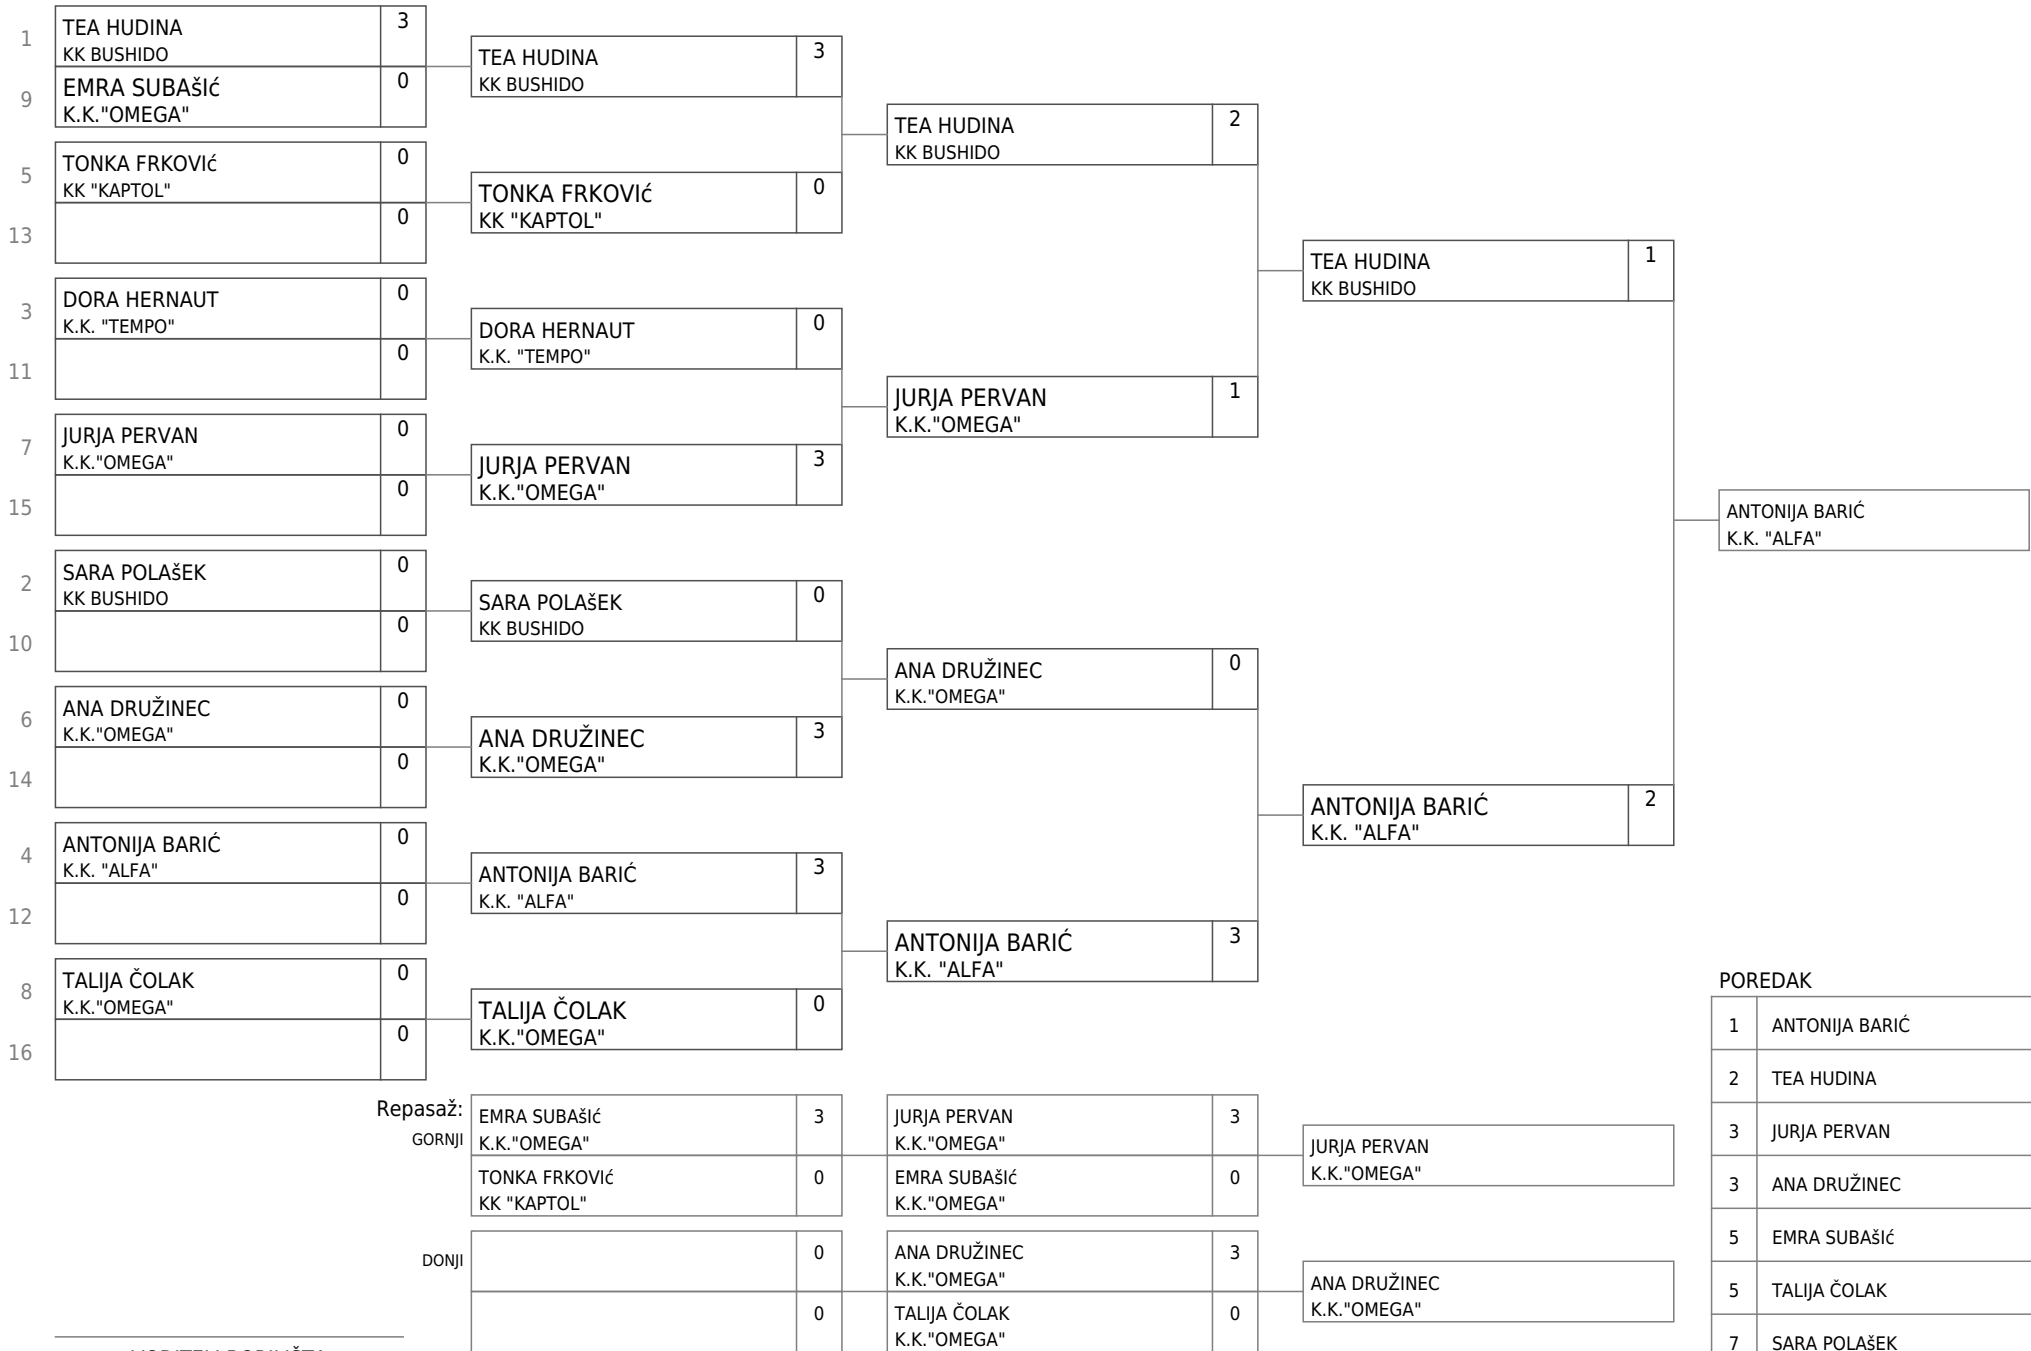 1
TEA HUDINA
3
KK BUSHIDO
9
EMRA SUBAšIć
0
K.K."OMEGA"
5
TONKA FRKOVIć
0
KK "KAPTOL"
13
0
3
DORA HERNAUT
0
K.K. "TEMPO"
11
0
7
JURJA PERVAN
0
K.K."OMEGA"
15
0
2
SARA POLAšEK
0
KK BUSHIDO
10
0
6
ANA DRUŽINEC
0
K.K."OMEGA"
14
0
4
ANTONIJA BARIĆ
0
K.K. "ALFA"
12
0
8
TALIJA ČOLAK
0
K.K."OMEGA"
16
0
TEA HUDINA
3
KK BUSHIDO
TONKA FRKOVIć
0
KK "KAPTOL"
DORA HERNAUT
0
K.K. "TEMPO"
JURJA PERVAN
3
K.K."OMEGA"
SARA POLAšEK
0
KK BUSHIDO
ANA DRUŽINEC
3
K.K."OMEGA"
ANTONIJA BARIĆ
3
K.K. "ALFA"
TALIJA ČOLAK
0
K.K."OMEGA"
TEA HUDINA
2
KK BUSHIDO
JURJA PERVAN
1
K.K."OMEGA"
ANA DRUŽINEC
0
K.K."OMEGA"
ANTONIJA BARIĆ
3
K.K. "ALFA"
TEA HUDINA
1
KK BUSHIDO
ANTONIJA BARIĆ
2
K.K. "ALFA"
ANTONIJA BARIĆ
K.K. "ALFA"
Repasaž:
GORNJI
EMRA SUBAšIć
3
K.K."OMEGA"
TONKA FRKOVIć
0
KK "KAPTOL"
JURJA PERVAN
3
K.K."OMEGA"
EMRA SUBAšIć
0
K.K."OMEGA"
JURJA PERVAN
K.K."OMEGA"
DONJI
0
0
ANA DRUŽINEC
3
K.K."OMEGA"
TALIJA ČOLAK
0
K.K."OMEGA"
ANA DRUŽINEC
K.K."OMEGA"
POREDAK
1 ANTONIJA BARIĆ
2 TEA HUDINA
3 JURJA PERVAN
3 ANA DRUŽINEC
5 EMRA SUBAšIć
5 TALIJA ČOLAK
7 SARA POLAšEK